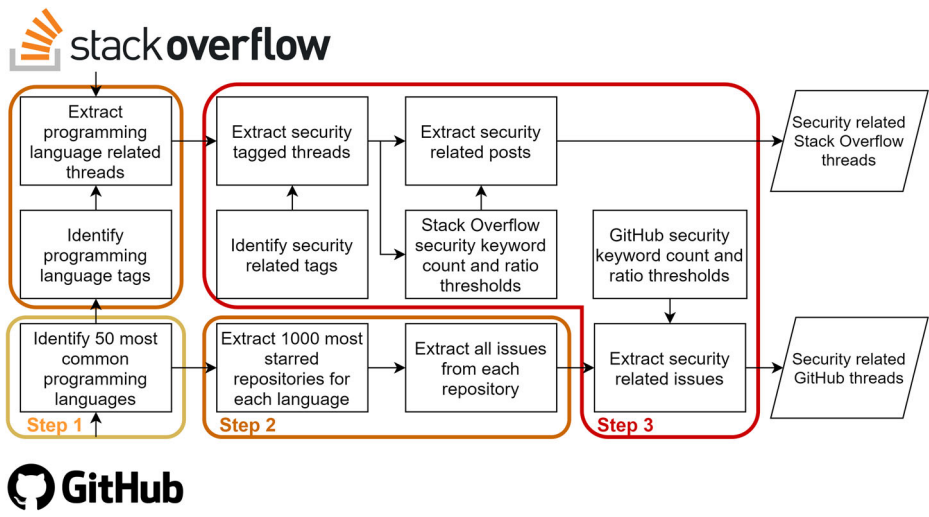 stackoverflow
Extract
programming
language related
threads
Extract security
tagged threads
Extract security
related posts
Security related
Stack Overflow
threads
Identify
programming
language tags
Identify security
related tags
Stack Overflow
security keyword
count and ratio
thresholds
GitHub security
keyword count and
ratio thresholds
Identify 50 most
common
programming
languages
Step 1
Extract 1000 most
starred
repositories for
each language
Step 2
Extract all issues
from each
repository
Extract security
related issues
Step 3
Security related
GitHub threads
GitHub